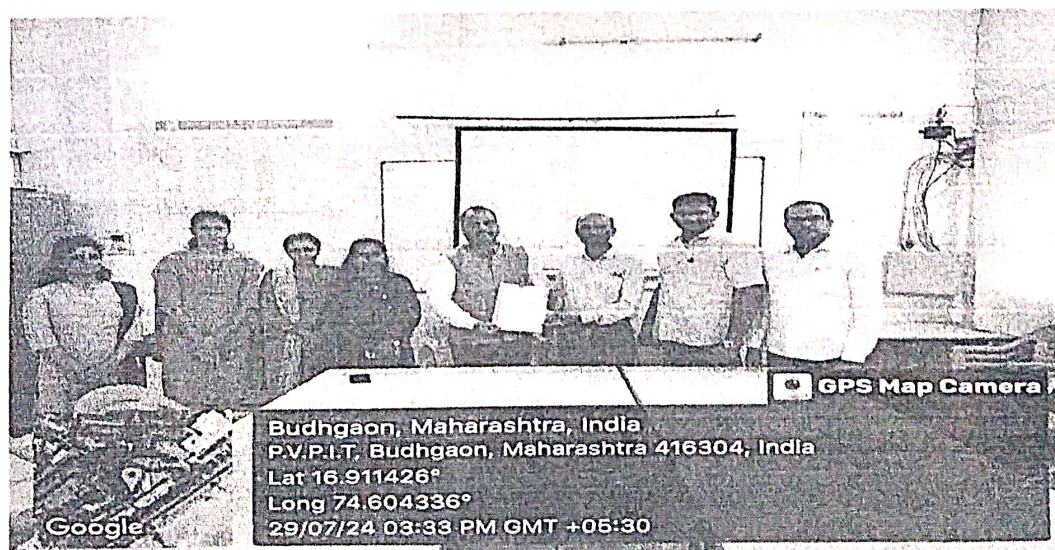 GPS Map Camera
Budhgaon, Maharashtra, India
P.V.P.I.T, Budhgaon, Maharashtra 416304, India
Lat 16.911426°
Long 74.604336°
29/07/24 03:33 PM GMT +05:30
Google